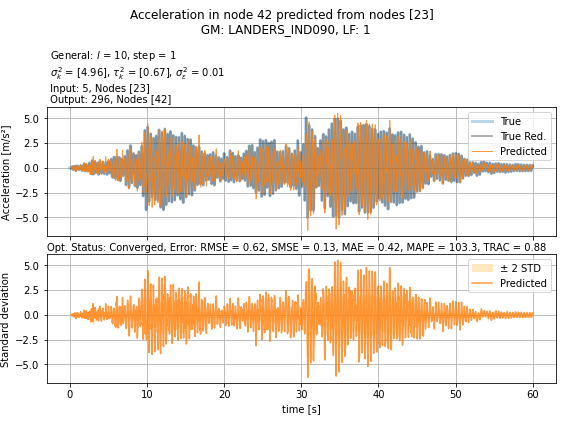 Acceleration in node 42 predicted from nodes [23]
GM: LANDERS_IND090, LF: 1
General: l = 10, step = 1
σ²ₖ = [4.96], τ²ₖ = [0.67], σ²ε = 0.01
Input: 5, Nodes [23]
Output: 296, Nodes [42]
Acceleration [m/s²]
5.0
2.5
0.0
−2.5
−5.0
True
True Red.
Predicted
Opt. Status: Converged, Error: RMSE = 0.62, SMSE = 0.13, MAE = 0.42, MAPE = 103.3, TRAC = 0.88
Standard deviation
5.0
2.5
0.0
−2.5
−5.0
± 2 STD
Predicted
0 10 20 30 40 50 60
time [s]